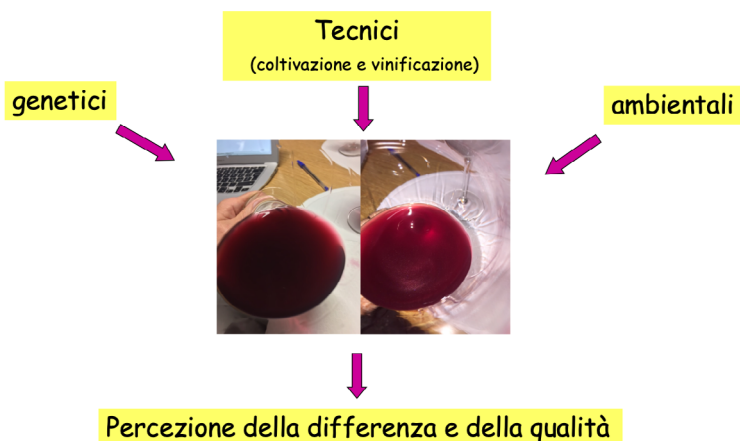 Tecnici
(coltivazione e vinificazione)
genetici
ambientali
Percezione della differenza e della qualità